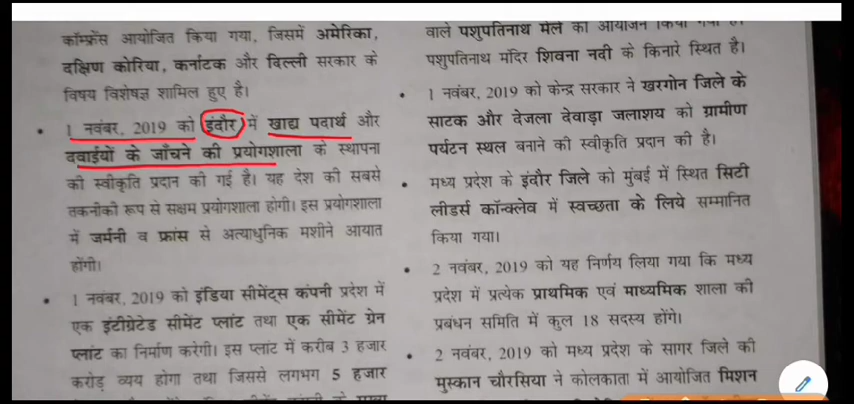 कॉम्फ्रेंस आयोजित किया गया, जिसमें अमेरिका,
दक्षिण कोरिया, कर्नाटक और दिल्ली सरकार के
विषय विशेषज्ञ शामिल हुए है।
• 1 नवंबर, 2019 को इंदौर में खाद्य पदार्थ और
दवाईयों के जाँचने की प्रयोगशाला के स्थापना
की स्वीकृति प्रदान की गई है। यह देश की सबसे
तकनीकी रूप से सक्षम प्रयोगशाला होगी। इस प्रयोगशाला
में जर्मनी व फ्रांस से अत्याधुनिक मशीने आयात
होंगी।
• 1 नवंबर, 2019 को इंडिया सीमेंट्स कंपनी प्रदेश में
एक इंटीग्रेटेड सीमेंट प्लांट तथा एक सीमेंट ग्रेन
प्लांट का निर्माण करेगी। इस प्लांट में करीब 3 हजार
करोड़ व्यय होगा तथा जिससे लगभग 5 हजार
वाले पशुपतिनाथ मेले का आयोजन किया गया है।
पशुपतिनाथ मंदिर शिवना नदी के किनारे स्थित है।
• 1 नवंबर, 2019 को केन्द्र सरकार ने खरगोन जिले के
साटक और देजला देवाड़ा जलाशय को ग्रामीण
पर्यटन स्थल बनाने की स्वीकृति प्रदान की है।
• मध्य प्रदेश के इंदौर जिले को मुंबई में स्थित सिटी
लीडर्स कॉन्क्लेव में स्वच्छता के लिये सम्मानित
किया गया।
• 2 नवंबर, 2019 को यह निर्णय लिया गया कि मध्य
प्रदेश में प्रत्येक प्राथमिक एवं माध्यमिक शाला की
प्रबंधन समिति में कुल 18 सदस्य होंगे।
• 2 नवंबर, 2019 को मध्य प्रदेश के सागर जिले की
मुस्कान चौरसिया ने कोलकाता में आयोजित मिशन